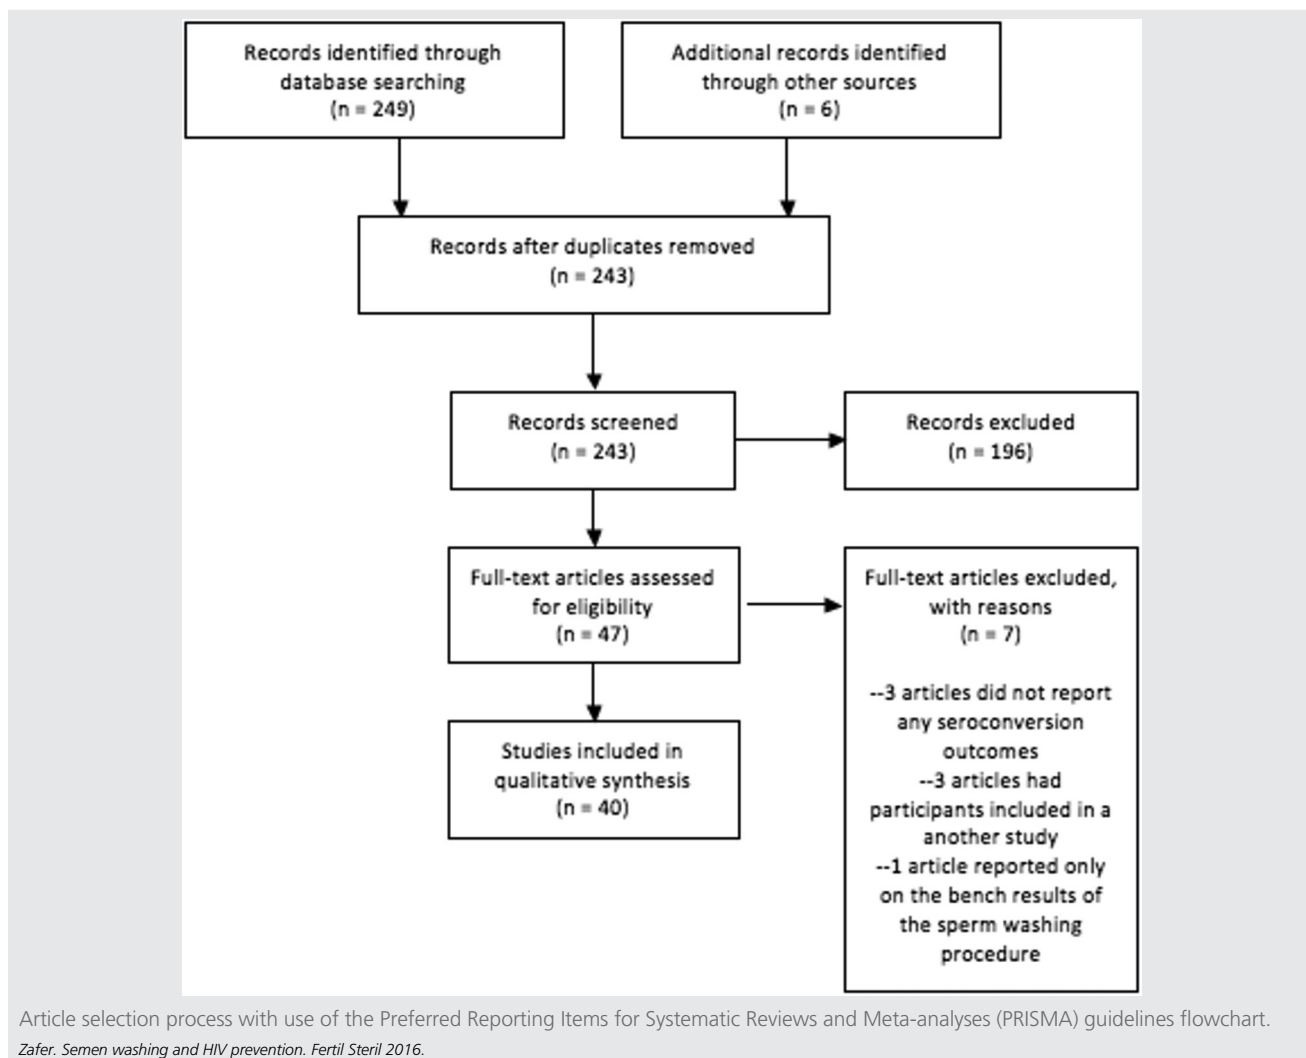 Records identified through
database searching
(n = 249)
Additional records identified
through other sources
(n = 6)
Records after duplicates removed
(n = 243)
Records screened
(n = 243)
Records excluded
(n = 196)
Full-text articles assessed
for eligibility
(n = 47)
Full-text articles excluded,
with reasons
(n = 7)
--3 articles did not report
any seroconversion
outcomes
--3 articles had
participants included in a
another study
--1 article reported only
on the bench results of
the sperm washing
procedure
Studies included in
qualitative synthesis
(n = 40)
Article selection process with use of the Preferred Reporting Items for Systematic Reviews and Meta-analyses (PRISMA) guidelines flowchart.
Zafer. Semen washing and HIV prevention. Fertil Steril 2016.